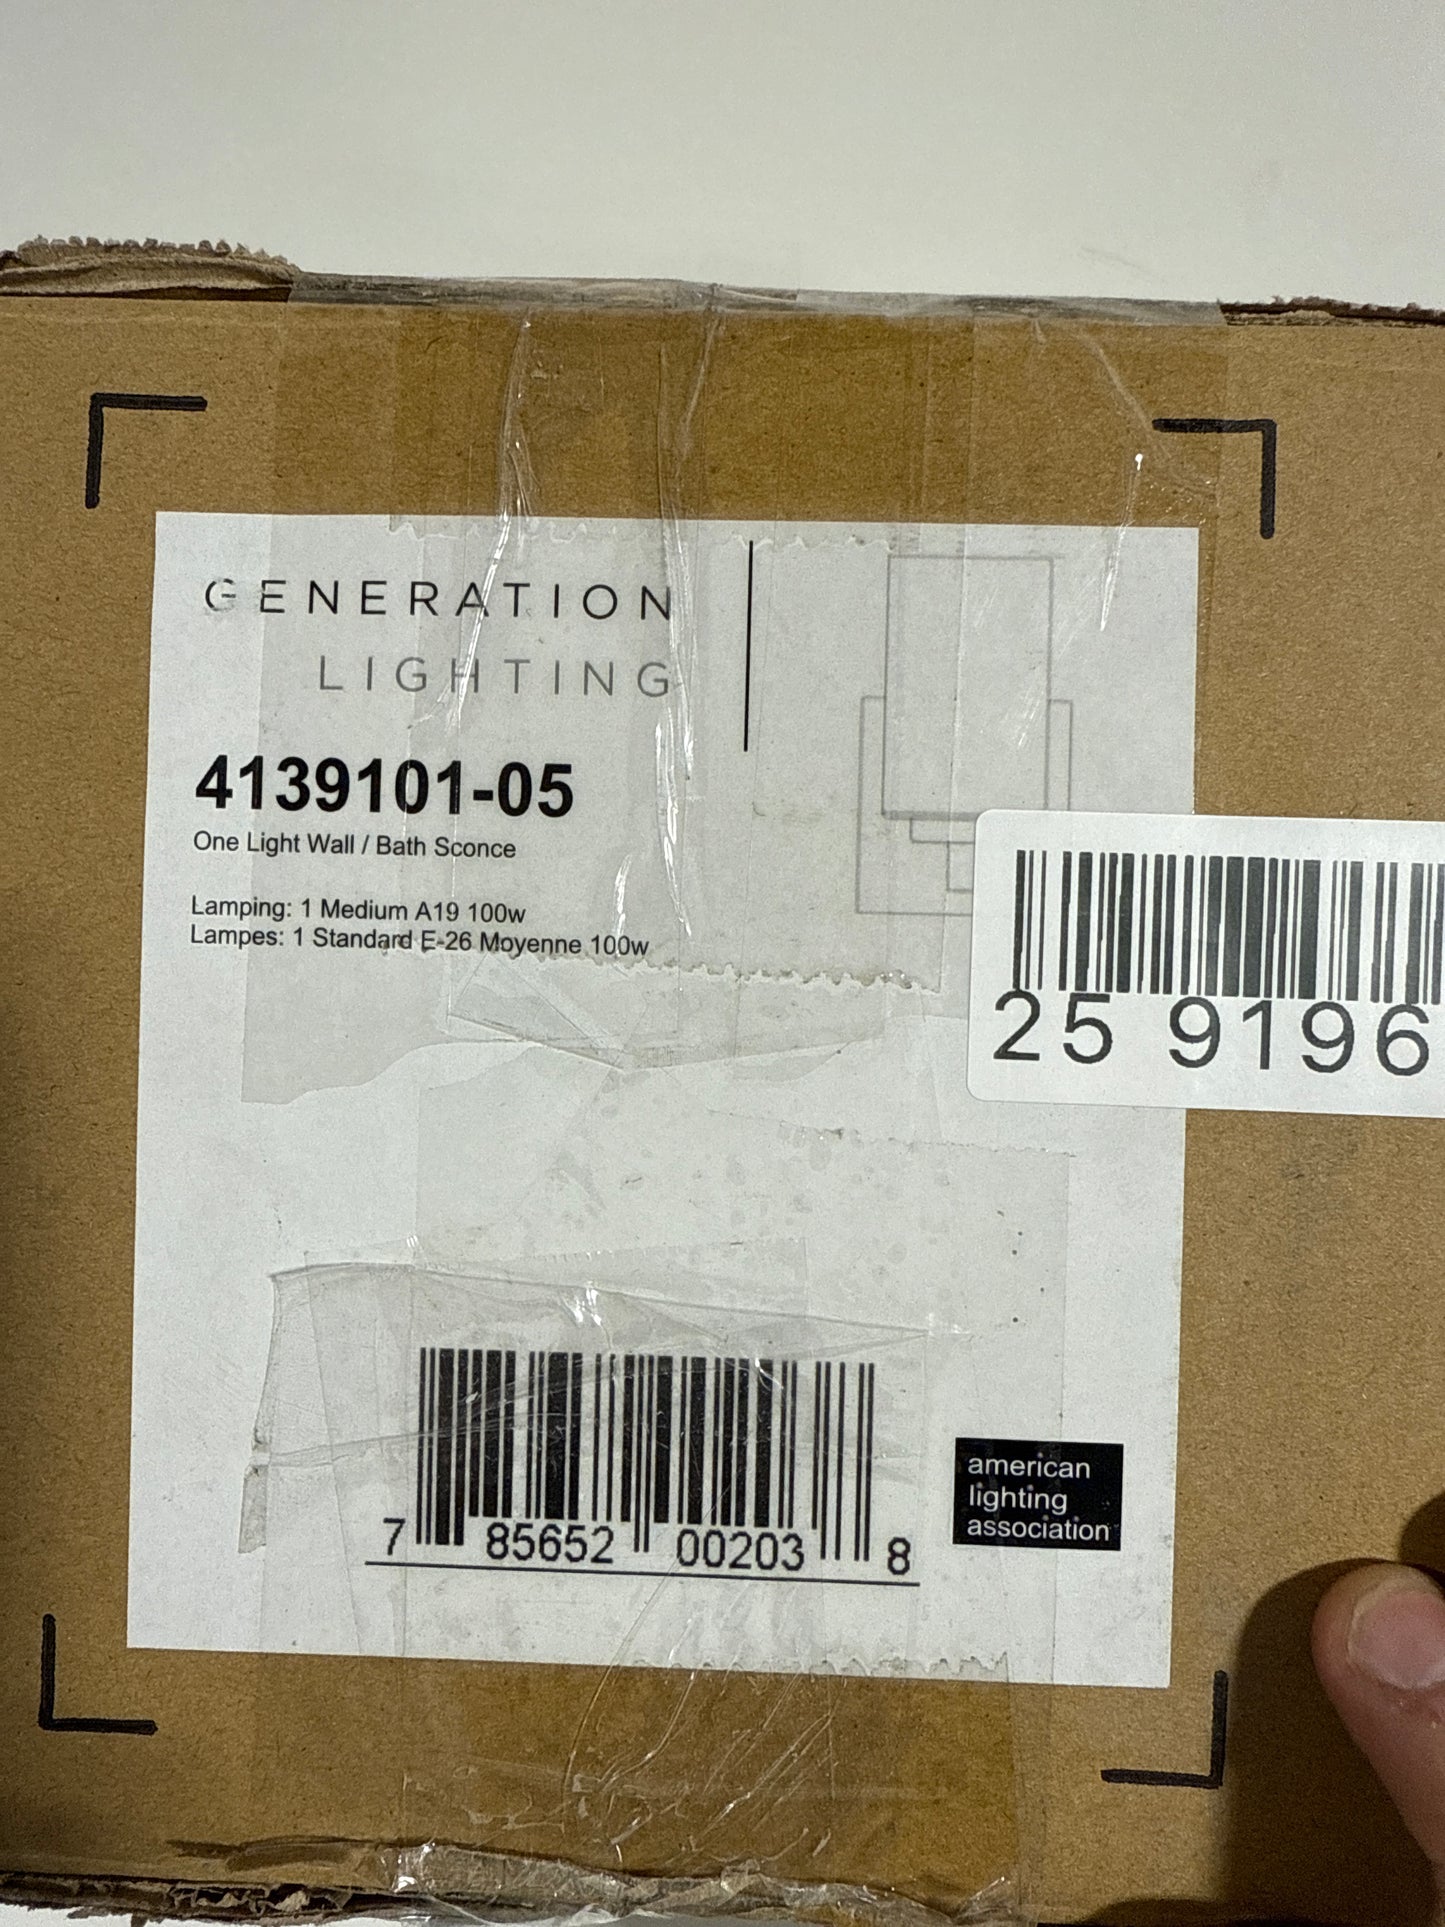 GENERATION
LIGHTING
4139101-05
One Light Wall / Bath Sconce
Lamping: 1 Medium A19 100w
Lampes: 1 Standard E-26 Moyenne 100w
25 9196
7 85652 00203 8
american
lighting
association